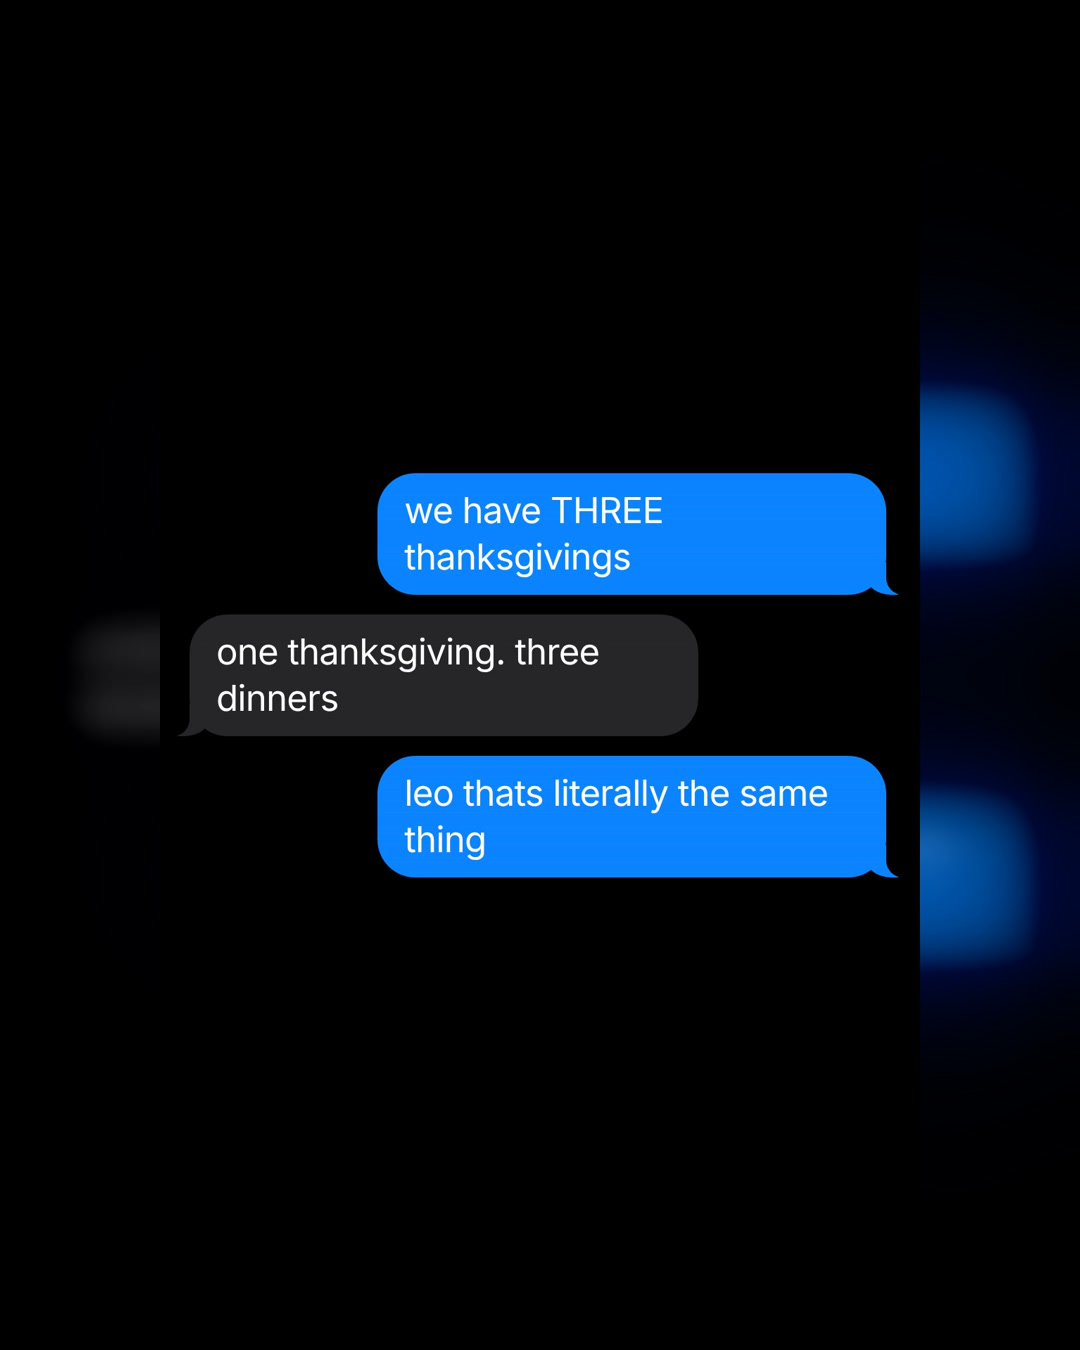 we have THREE
thanksgivings
one thanksgiving. three
dinners
leo thats literally the same
thing